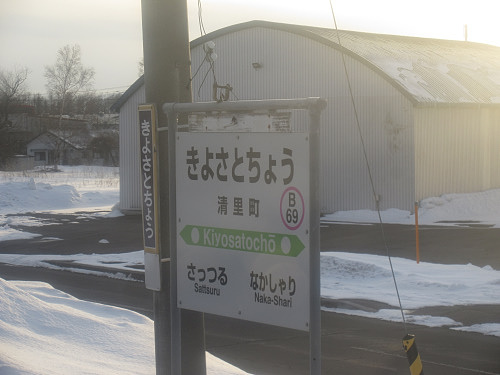 きよさとちょう
きよさとちょう
清里町
B
69
Kiyosatochō
さっつる
Sattsuru
なかしゃり
Naka-Shari